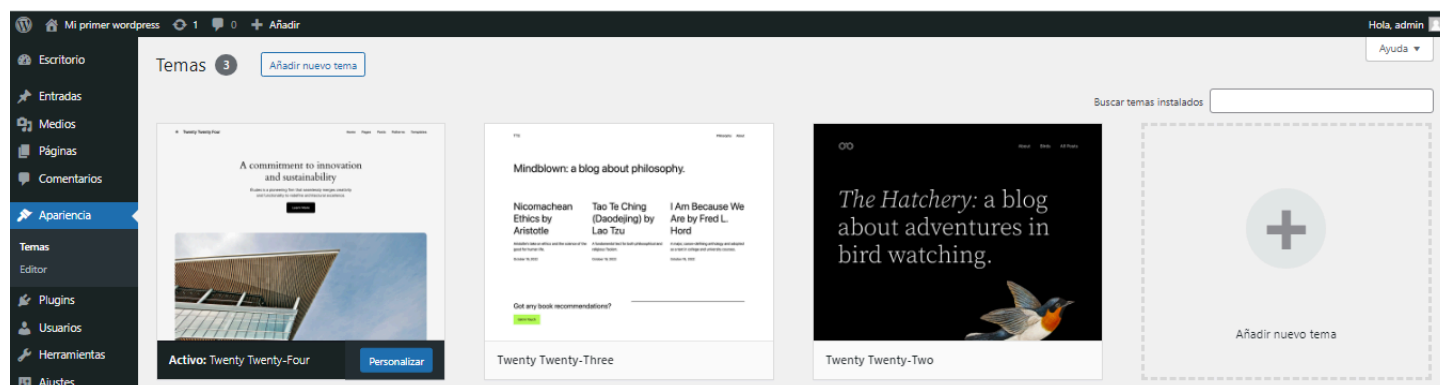 Mi primer wordpress 1 0 Añadir Hola, admin
Escritorio
Entradas
Medios
Páginas
Comentarios
Apariencia
Temas
Editor
Plugins
Usuarios
Herramientas
Ajustes
Temas 3 Añadir nuevo tema
Ayuda
Buscar temas instalados
Twenty Twenty-Four
A commitment to innovation
and sustainability
Activo: Twenty Twenty-Four Personalizar
Mindblown: a blog about philosophy.
Nicomachean
Ethics by
Aristotle
Tao Te Ching
(Daodejing) by
Lao Tzu
I Am Because We
Are by Fred L.
Hord
Got any book recommendations?
Twenty Twenty-Three
The Hatchery: a blog
about adventures in
bird watching.
Twenty Twenty-Two
Añadir nuevo tema